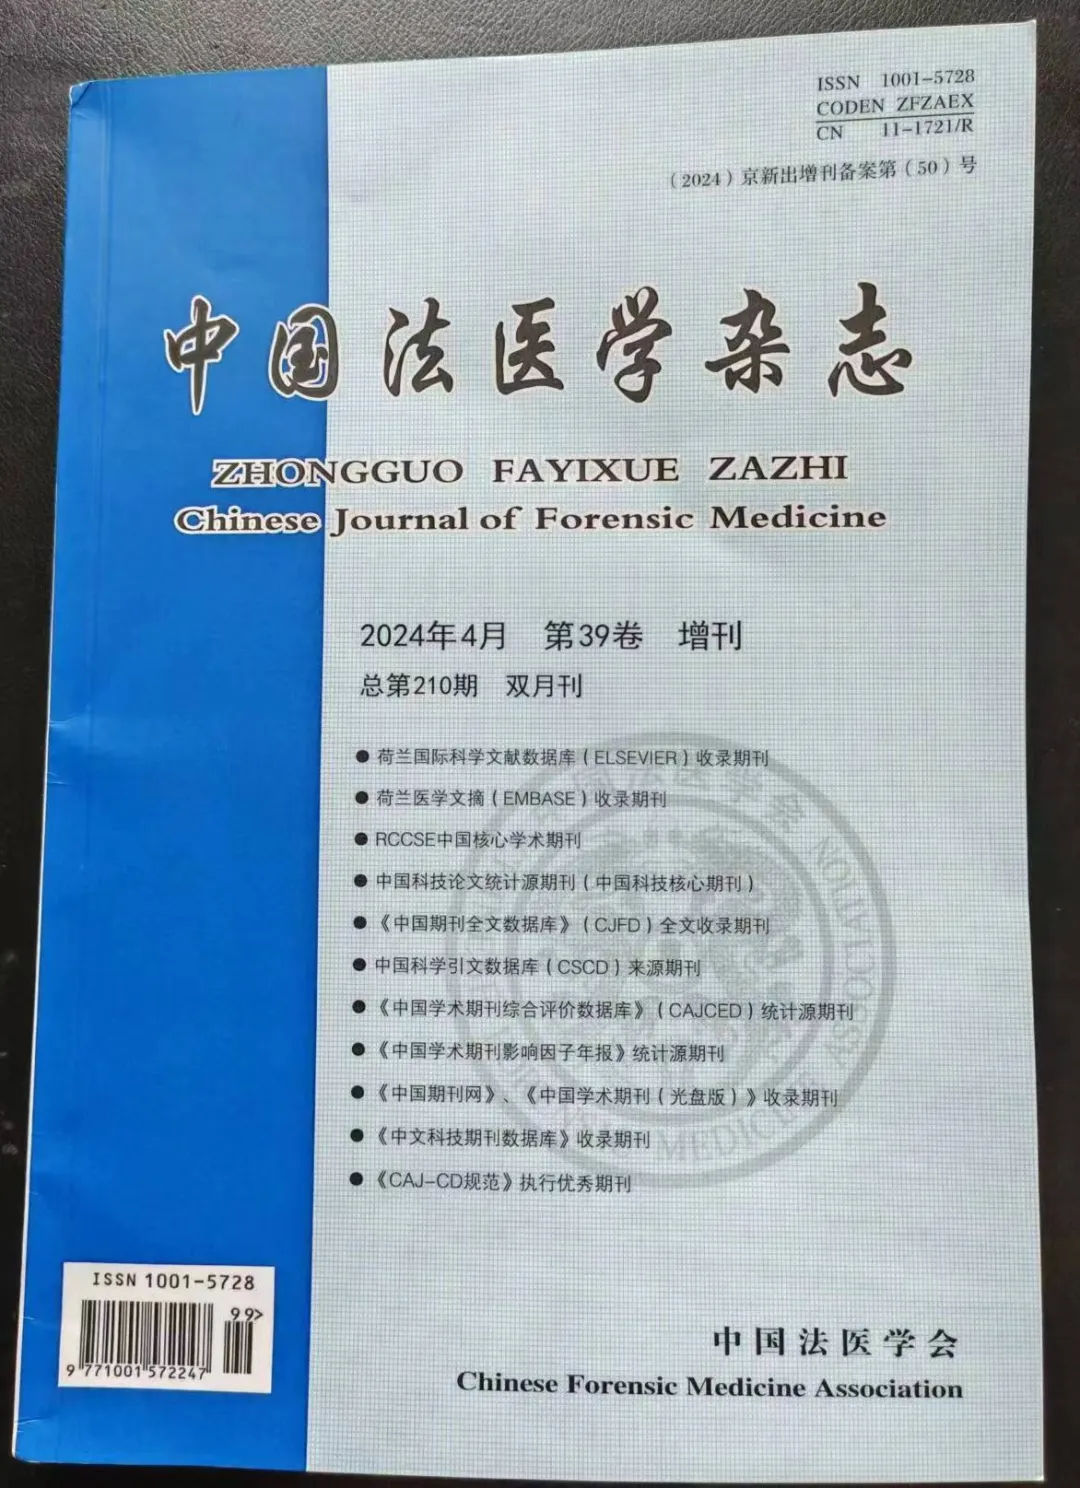 ISSN 1001-5728
CODEN ZFZAEX
CN 11-1721/R
（2024）京新出增刊备案第（50）号
中国法医学杂志
ZHONGGUO FAYIXUE ZAZHI
Chinese Journal of Forensic Medicine
2024年4月 第39卷 增刊
总第210期 双月刊
● 荷兰国际科学文献数据库（ELSEVIER）收录期刊
● 荷兰医学文摘（EMBASE）收录期刊
● RCCSE中国核心学术期刊
● 中国科技论文统计源期刊（中国科技核心期刊）
● 《中国期刊全文数据库》（CJFD）全文收录期刊
● 中国科学引文数据库（CSCD）来源期刊
● 《中国学术期刊综合评价数据库》（CAJCED）统计源期刊
● 《中国学术期刊影响因子年报》统计源期刊
● 《中国期刊网》、《中国学术期刊（光盘版）》收录期刊
● 《中文科技期刊数据库》收录期刊
● 《CAJ-CD规范》执行优秀期刊
ISSN 1001-5728
99>
9 771001 572247
中国法医学会
Chinese Forensic Medicine Association